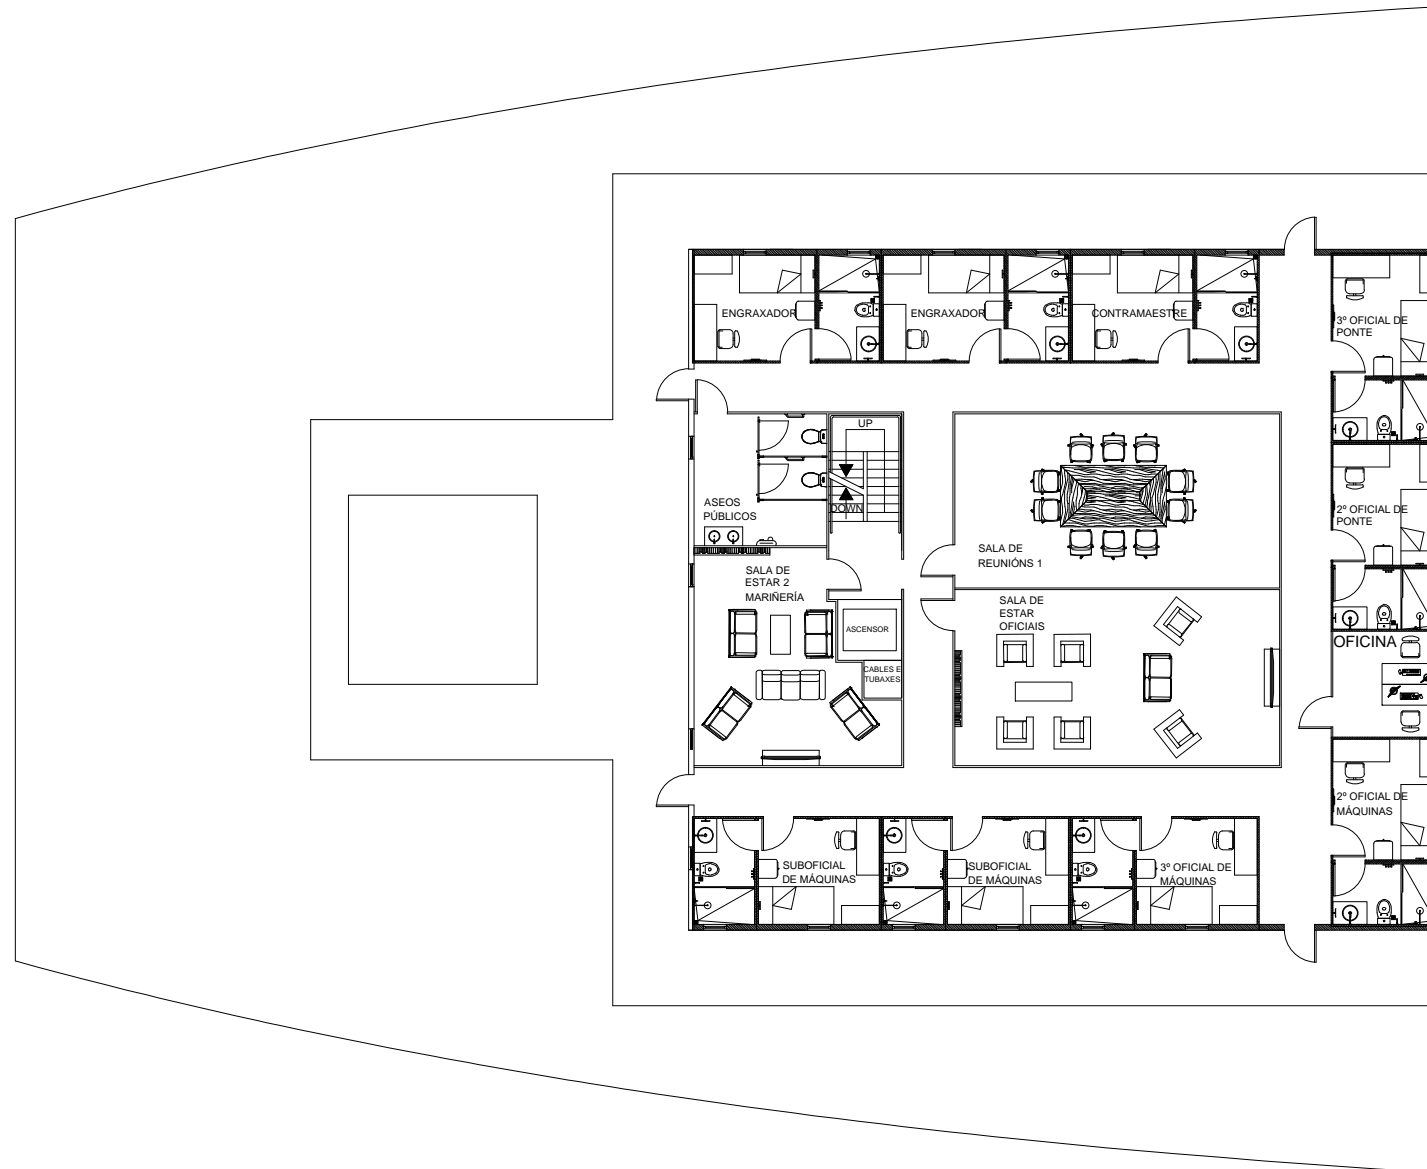 ENGRAXADOR
ENGRAXADOR
CONTRAMAESTRE
3º OFICIAL DE
PONTE
UP
DOWN
ASEOS
PÚBLICOS
2º OFICIAL DE
PONTE
SALA DE
REUNIÓNS 1
SALA DE
ESTAR 2
MARIÑERÍA
SALA DE
ESTAR
OFICIAIS
ASCENSOR
OFICINA
CABLES E
TUBAXES
2º OFICIAL DE
MÁQUINAS
SUBOFICIAL
DE MÁQUINAS
SUBOFICIAL
DE MÁQUINAS
3º OFICIAL DE
MÁQUINAS